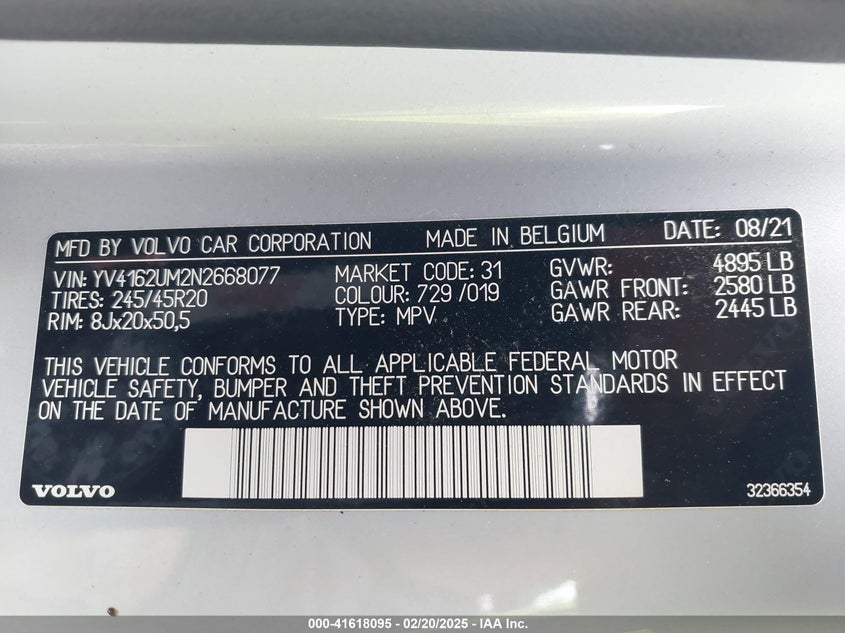 MFD BY VOLVO CAR CORPORATION MADE IN BELGIUM DATE: 08/21
VIN: YV4162UM2N2668077 MARKET CODE: 31 GVWR: 4895 LB
TIRES: 245/45R20 COLOUR: 729 /019 GAWR FRONT: 2580 LB
RIM: 8Jx20x50,5 TYPE: MPV GAWR REAR: 2445 LB
THIS VEHICLE CONFORMS TO ALL APPLICABLE FEDERAL MOTOR
VEHICLE SAFETY, BUMPER AND THEFT PREVENTION STANDARDS IN EFFECT
ON THE DATE OF MANUFACTURE SHOWN ABOVE.
VOLVO 32366354
000-41618095 - 02/20/2025 - IAA Inc.